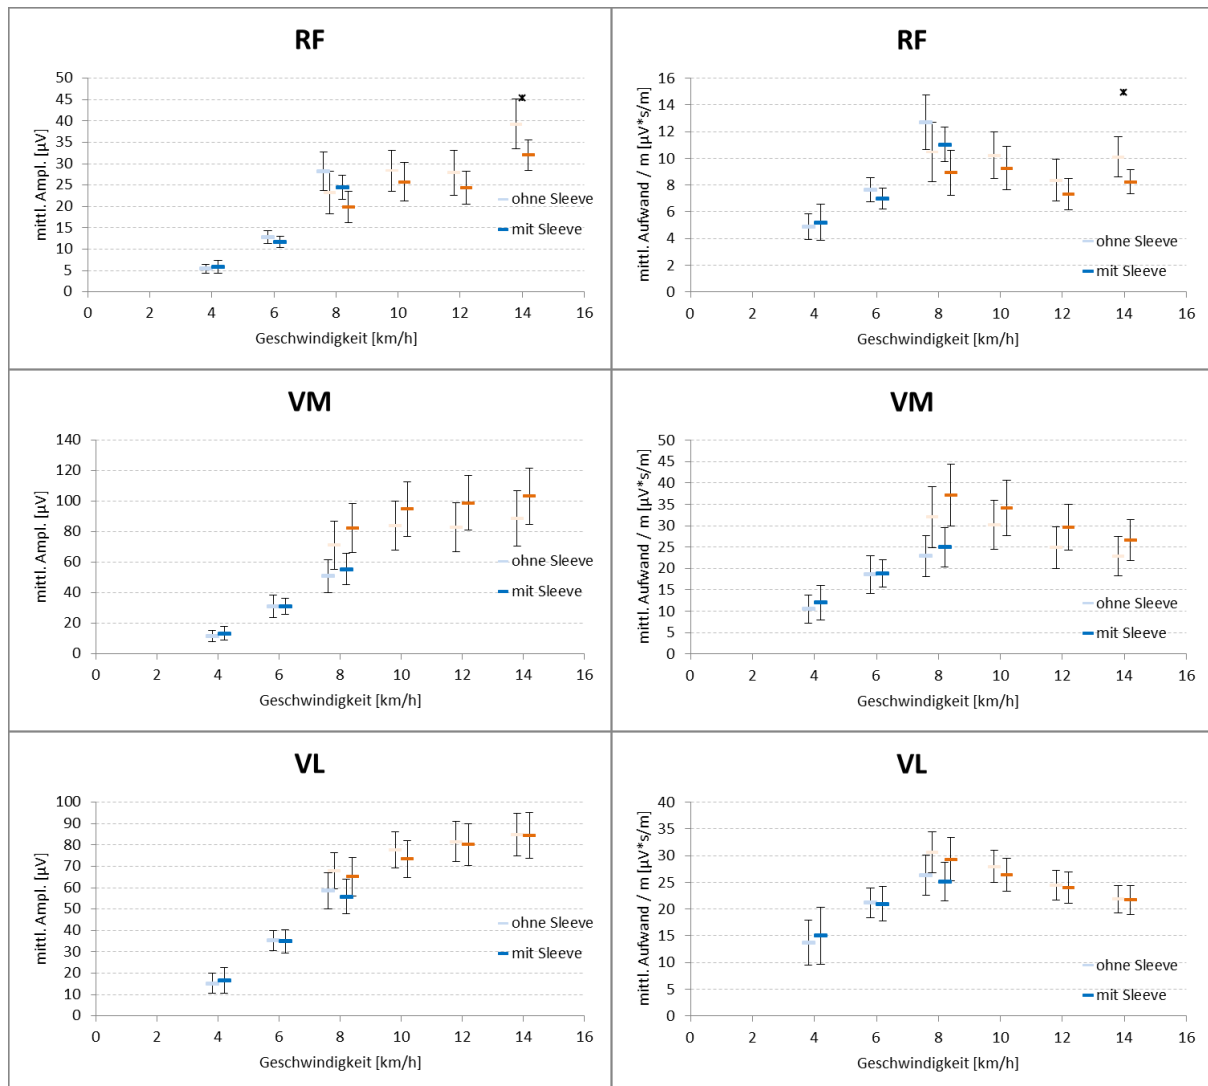 RF
mittl. Ampl. [µV]
50
45
40
35
30
25
20
15
10
5
0
ohne Sleeve
mit Sleeve
0 2 4 6 8 10 12 14 16
Geschwindigkeit [km/h]
RF
mittl. Aufwand / m [µV*s/m]
16
14
12
10
8
6
4
2
0
ohne Sleeve
mit Sleeve
0 2 4 6 8 10 12 14 16
Geschwindigkeit [km/h]
VM
mittl. Ampl. [µV]
140
120
100
80
60
40
20
0
ohne Sleeve
mit Sleeve
0 2 4 6 8 10 12 14 16
Geschwindigkeit [km/h]
VM
mittl. Aufwand / m [µV*s/m]
50
45
40
35
30
25
20
15
10
5
0
ohne Sleeve
mit Sleeve
0 2 4 6 8 10 12 14 16
Geschwindigkeit [km/h]
VL
mittl. Ampl. [µV]
100
90
80
70
60
50
40
30
20
10
0
ohne Sleeve
mit Sleeve
0 2 4 6 8 10 12 14 16
Geschwindigkeit [km/h]
VL
mittl. Aufwand / m [µV*s/m]
40
35
30
25
20
15
10
5
0
ohne Sleeve
mit Sleeve
0 2 4 6 8 10 12 14 16
Geschwindigkeit [km/h]